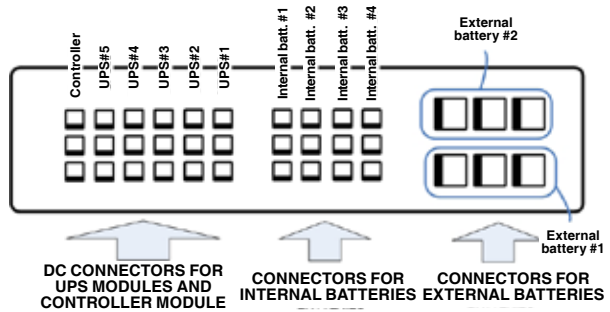 Controller
UPS#5
UPS#4
UPS#3
UPS#2
UPS#1
Internal batt. #1
Internal batt. #2
Internal batt. #3
Internal batt. #4
External
battery #2
External
battery #1
DC CONNECTORS FOR
UPS MODULES AND
CONTROLLER MODULE
CONNECTORS FOR
INTERNAL BATTERIES
CONNECTORS FOR
EXTERNAL BATTERIES